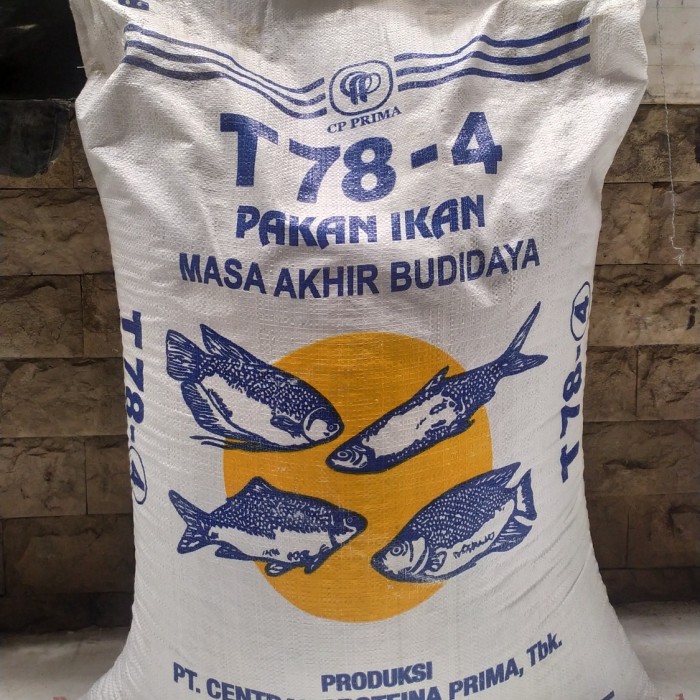 CP PRIMA
T78-4
PAKAN IKAN
MASA AKHIR BUDIDAYA
T78-4
T78-4
PRODUKSI
PT. CENTRAL PROTEINA PRIMA, Tbk.